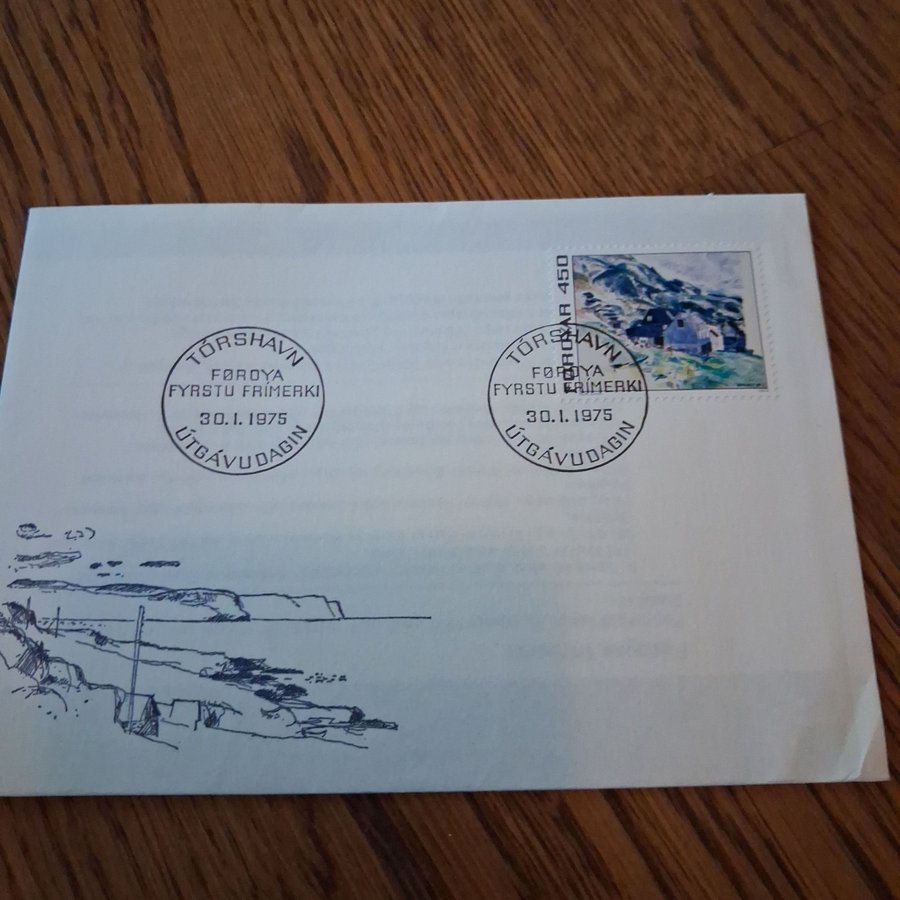 FØROYAR 450
TÓRSHAVN
FØROYA
FYRSTU FRÍMERKI
30.1.1975
ÚTGÁVUDAGIN
TÓRSHAVN
FØROYA
FYRSTU FRÍMERKI
30.1.1975
ÚTGÁVUDAGIN